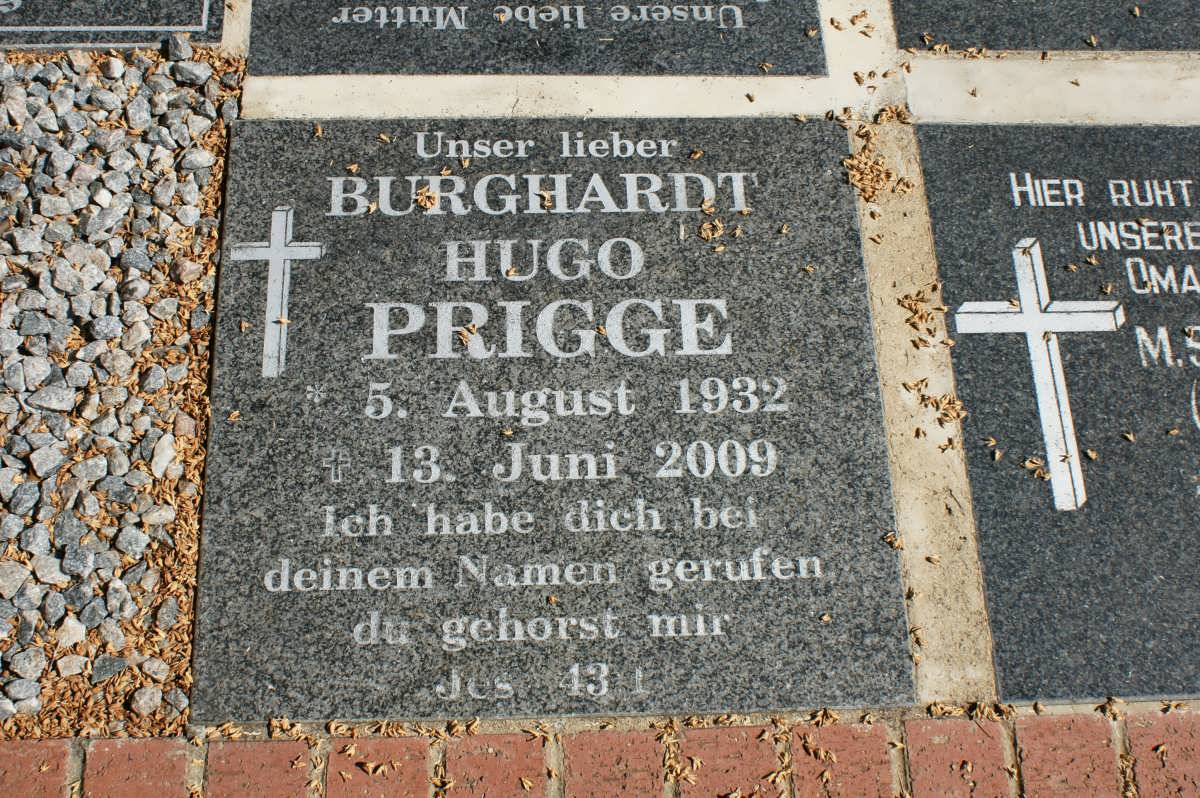 Unsere liebe Mutter
Unser lieber
BURGHARDT
HUGO
PRIGGE
* 5. August 1932
✝ 13. Juni 2009
Ich habe dich bei
deinem Namen gerufen
du gehorst mir
Jes 43 1
HIER RUHT
UNSERE
OMA